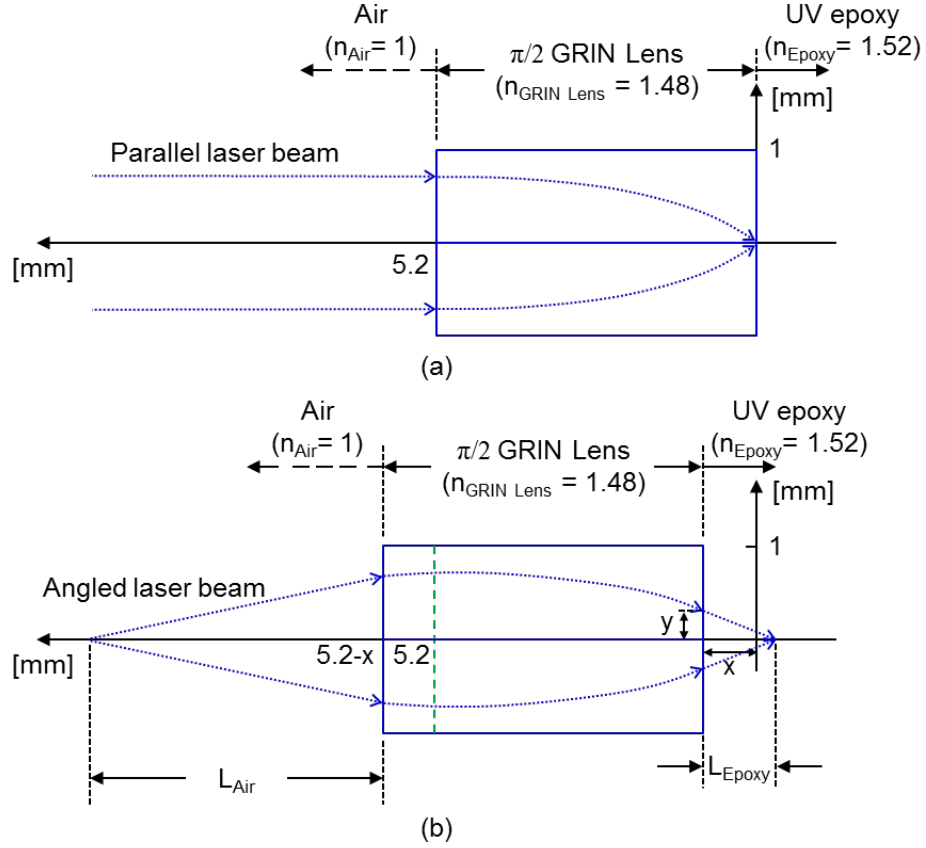 Air
(nAir= 1)
π/2 GRIN Lens
(nGRIN Lens = 1.48)
UV epoxy
(nEpoxy= 1.52)
[mm]
1
Parallel laser beam
[mm]
5.2
(a)
Air
(nAir= 1)
π/2 GRIN Lens
(nGRIN Lens = 1.48)
UV epoxy
(nEpoxy= 1.52)
[mm]
1
Angled laser beam
y
[mm]
5.2-x
5.2
x
LAir
LEpoxy
(b)